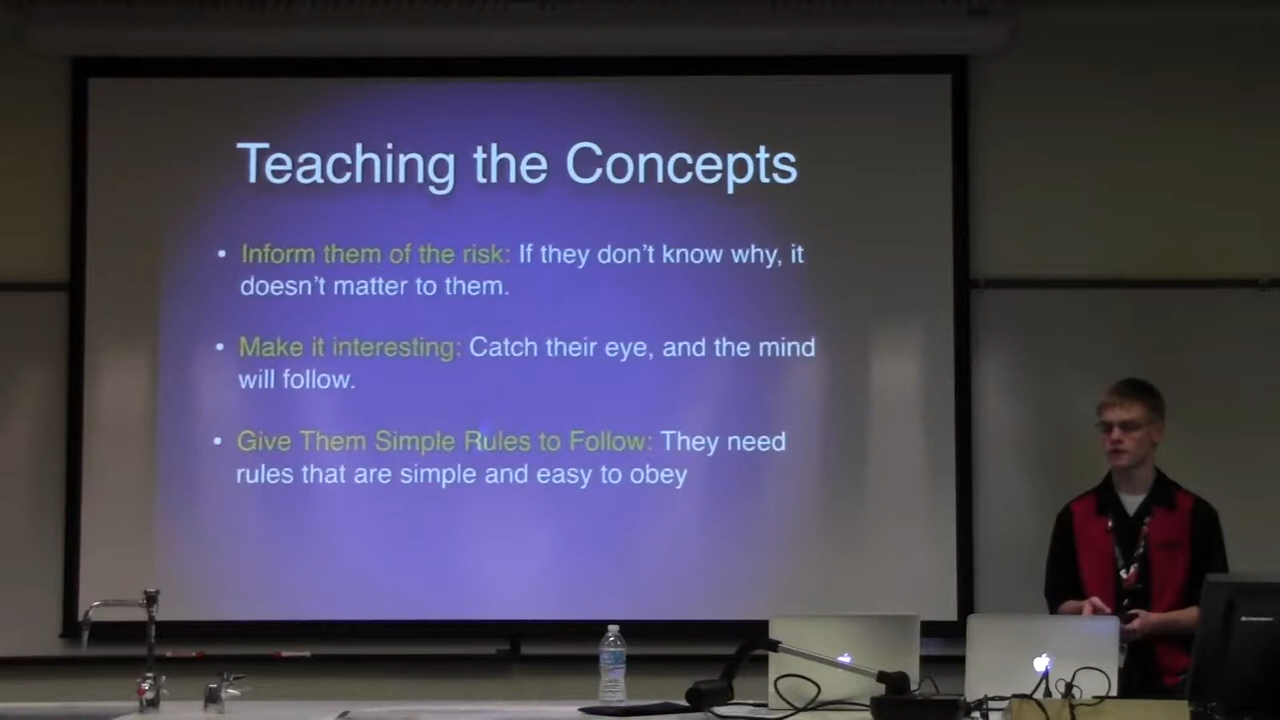 Teaching the Concepts
• Inform them of the risk: If they don't know why, it
doesn't matter to them.
• Make it interesting: Catch their eye, and the mind
will follow.
• Give Them Simple Rules to Follow: They need
rules that are simple and easy to obey
lenovo